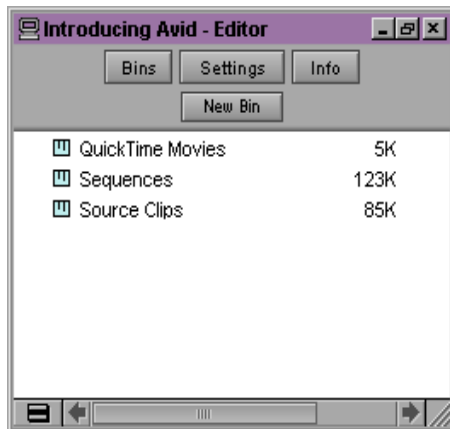 Introducing Avid - Editor
Bins Settings Info
New Bin
QuickTime Movies 5K
Sequences 123K
Source Clips 85K